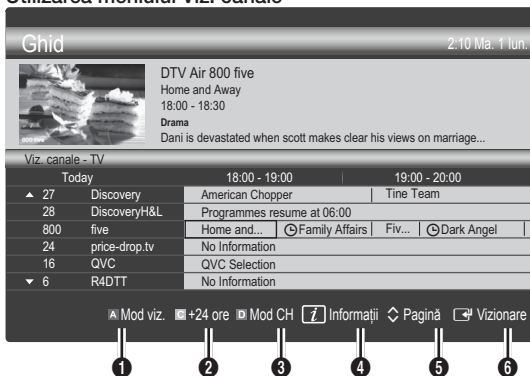 Utilizarea meniului Viz. canale
Ghid
2:10 Ma. 1 Iun.
DTV Air 800 five
Home and Away
18:00 - 18:30
Drama
Dani is devastated when scott makes clear his views on marriage...
800 five
Viz. canale - TV
Today 18:00 - 19:00 19:00 - 20:00
▲ 27 Discovery American Chopper Tine Team
28 DiscoveryH&L Programmes resume at 06:00
800 five Home and... Family Affairs Fiv... Dark Angel
24 price-drop.tv No Information
16 QVC QVC Selection
▼ 6 R4DTT No Information
A Mod viz. C +24 ore D Mod CH i Informaţii Pagină Vizionare
1 2 3 4 5 6